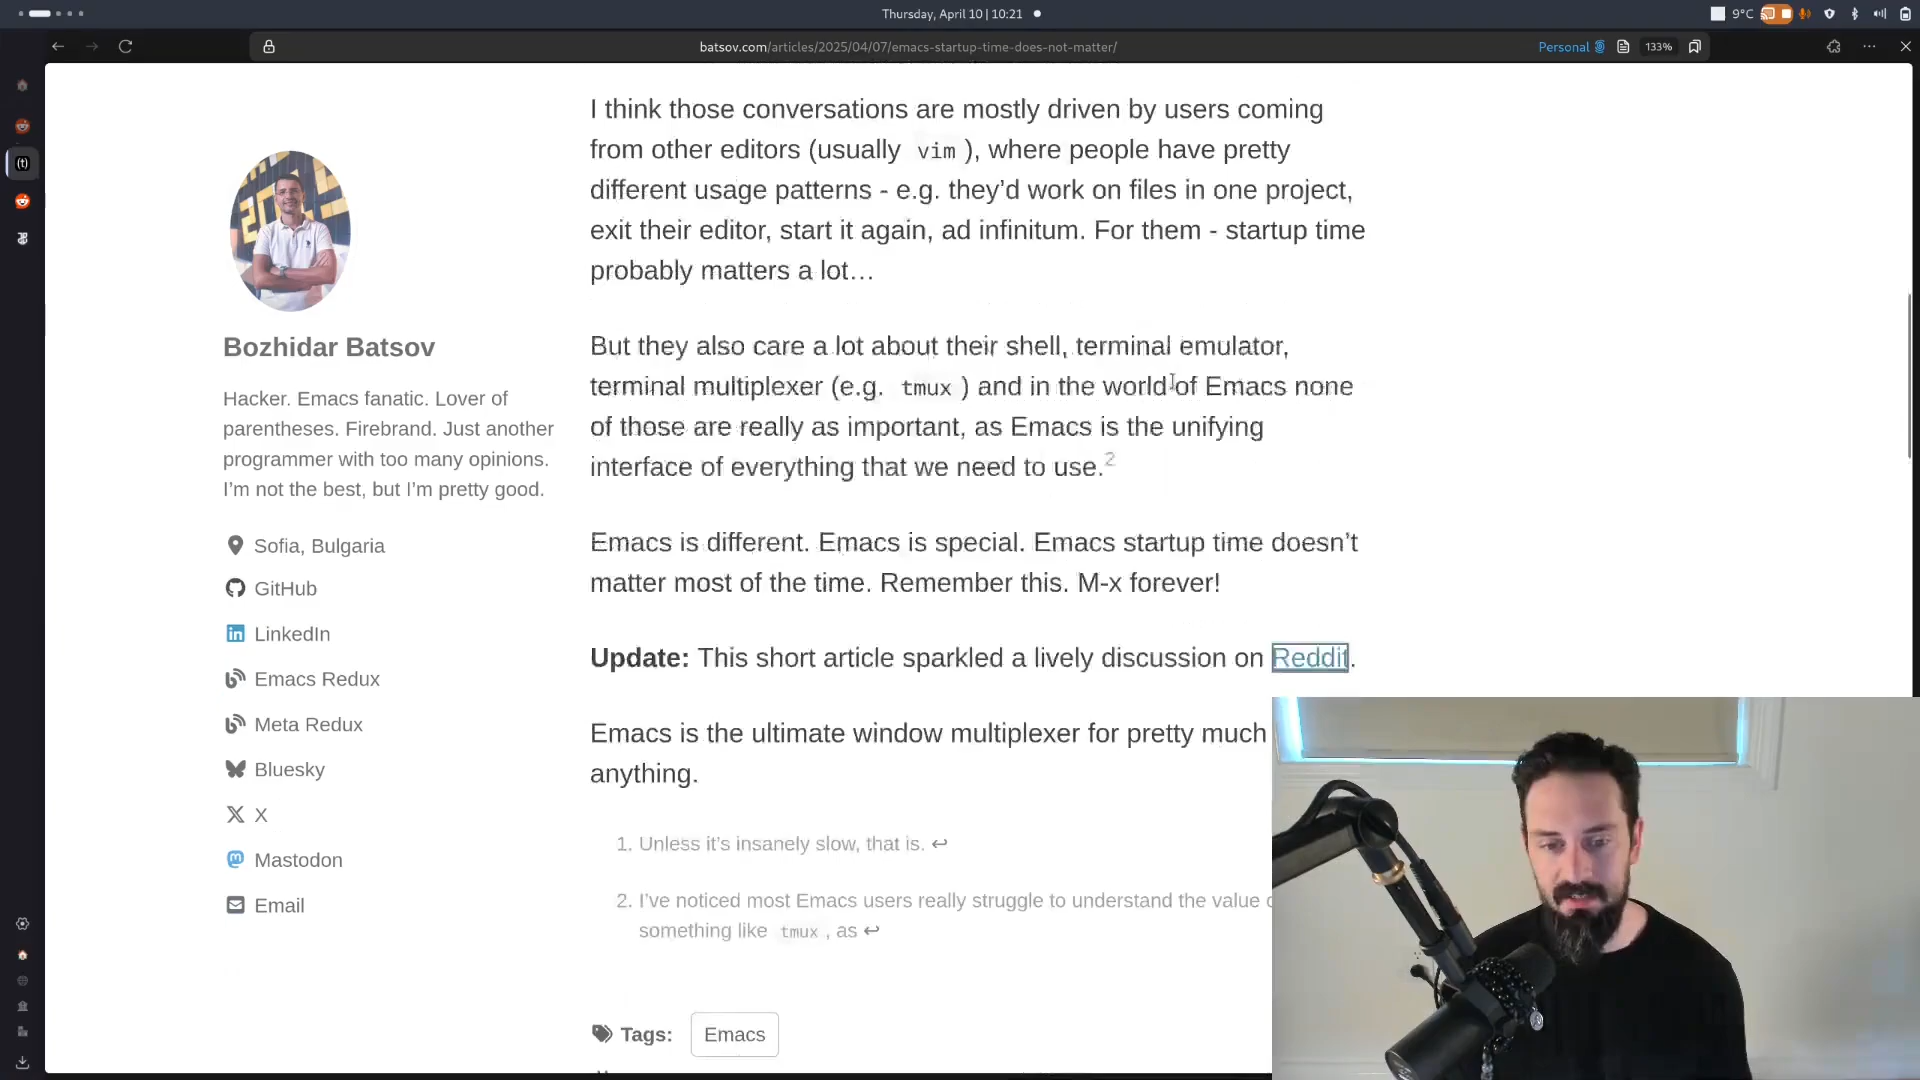 Thursday, April 10 | 10:21
9°C
batsov.com/articles/2025/04/07/emacs-startup-time-does-not-matter/
Personal
133%
I think those conversations are mostly driven by users coming
from other editors (usually vim ), where people have pretty
different usage patterns - e.g. they’d work on files in one project,
exit their editor, start it again, ad infinitum. For them - startup time
probably matters a lot…
But they also care a lot about their shell, terminal emulator,
terminal multiplexer (e.g. tmux ) and in the world of Emacs none
of those are really as important, as Emacs is the unifying
interface of everything that we need to use.2
Emacs is different. Emacs is special. Emacs startup time doesn’t
matter most of the time. Remember this. M-x forever!
Update: This short article sparkled a lively discussion on Reddit.
Emacs is the ultimate window multiplexer for pretty much
anything.
1. Unless it’s insanely slow, that is. ↩
2. I’ve noticed most Emacs users really struggle to understand the value
something like tmux , as ↩
Tags: Emacs
Bozhidar Batsov
Hacker. Emacs fanatic. Lover of
parentheses. Firebrand. Just another
programmer with too many opinions.
I’m not the best, but I’m pretty good.
Sofia, Bulgaria
GitHub
LinkedIn
Emacs Redux
Meta Redux
Bluesky
X
Mastodon
Email